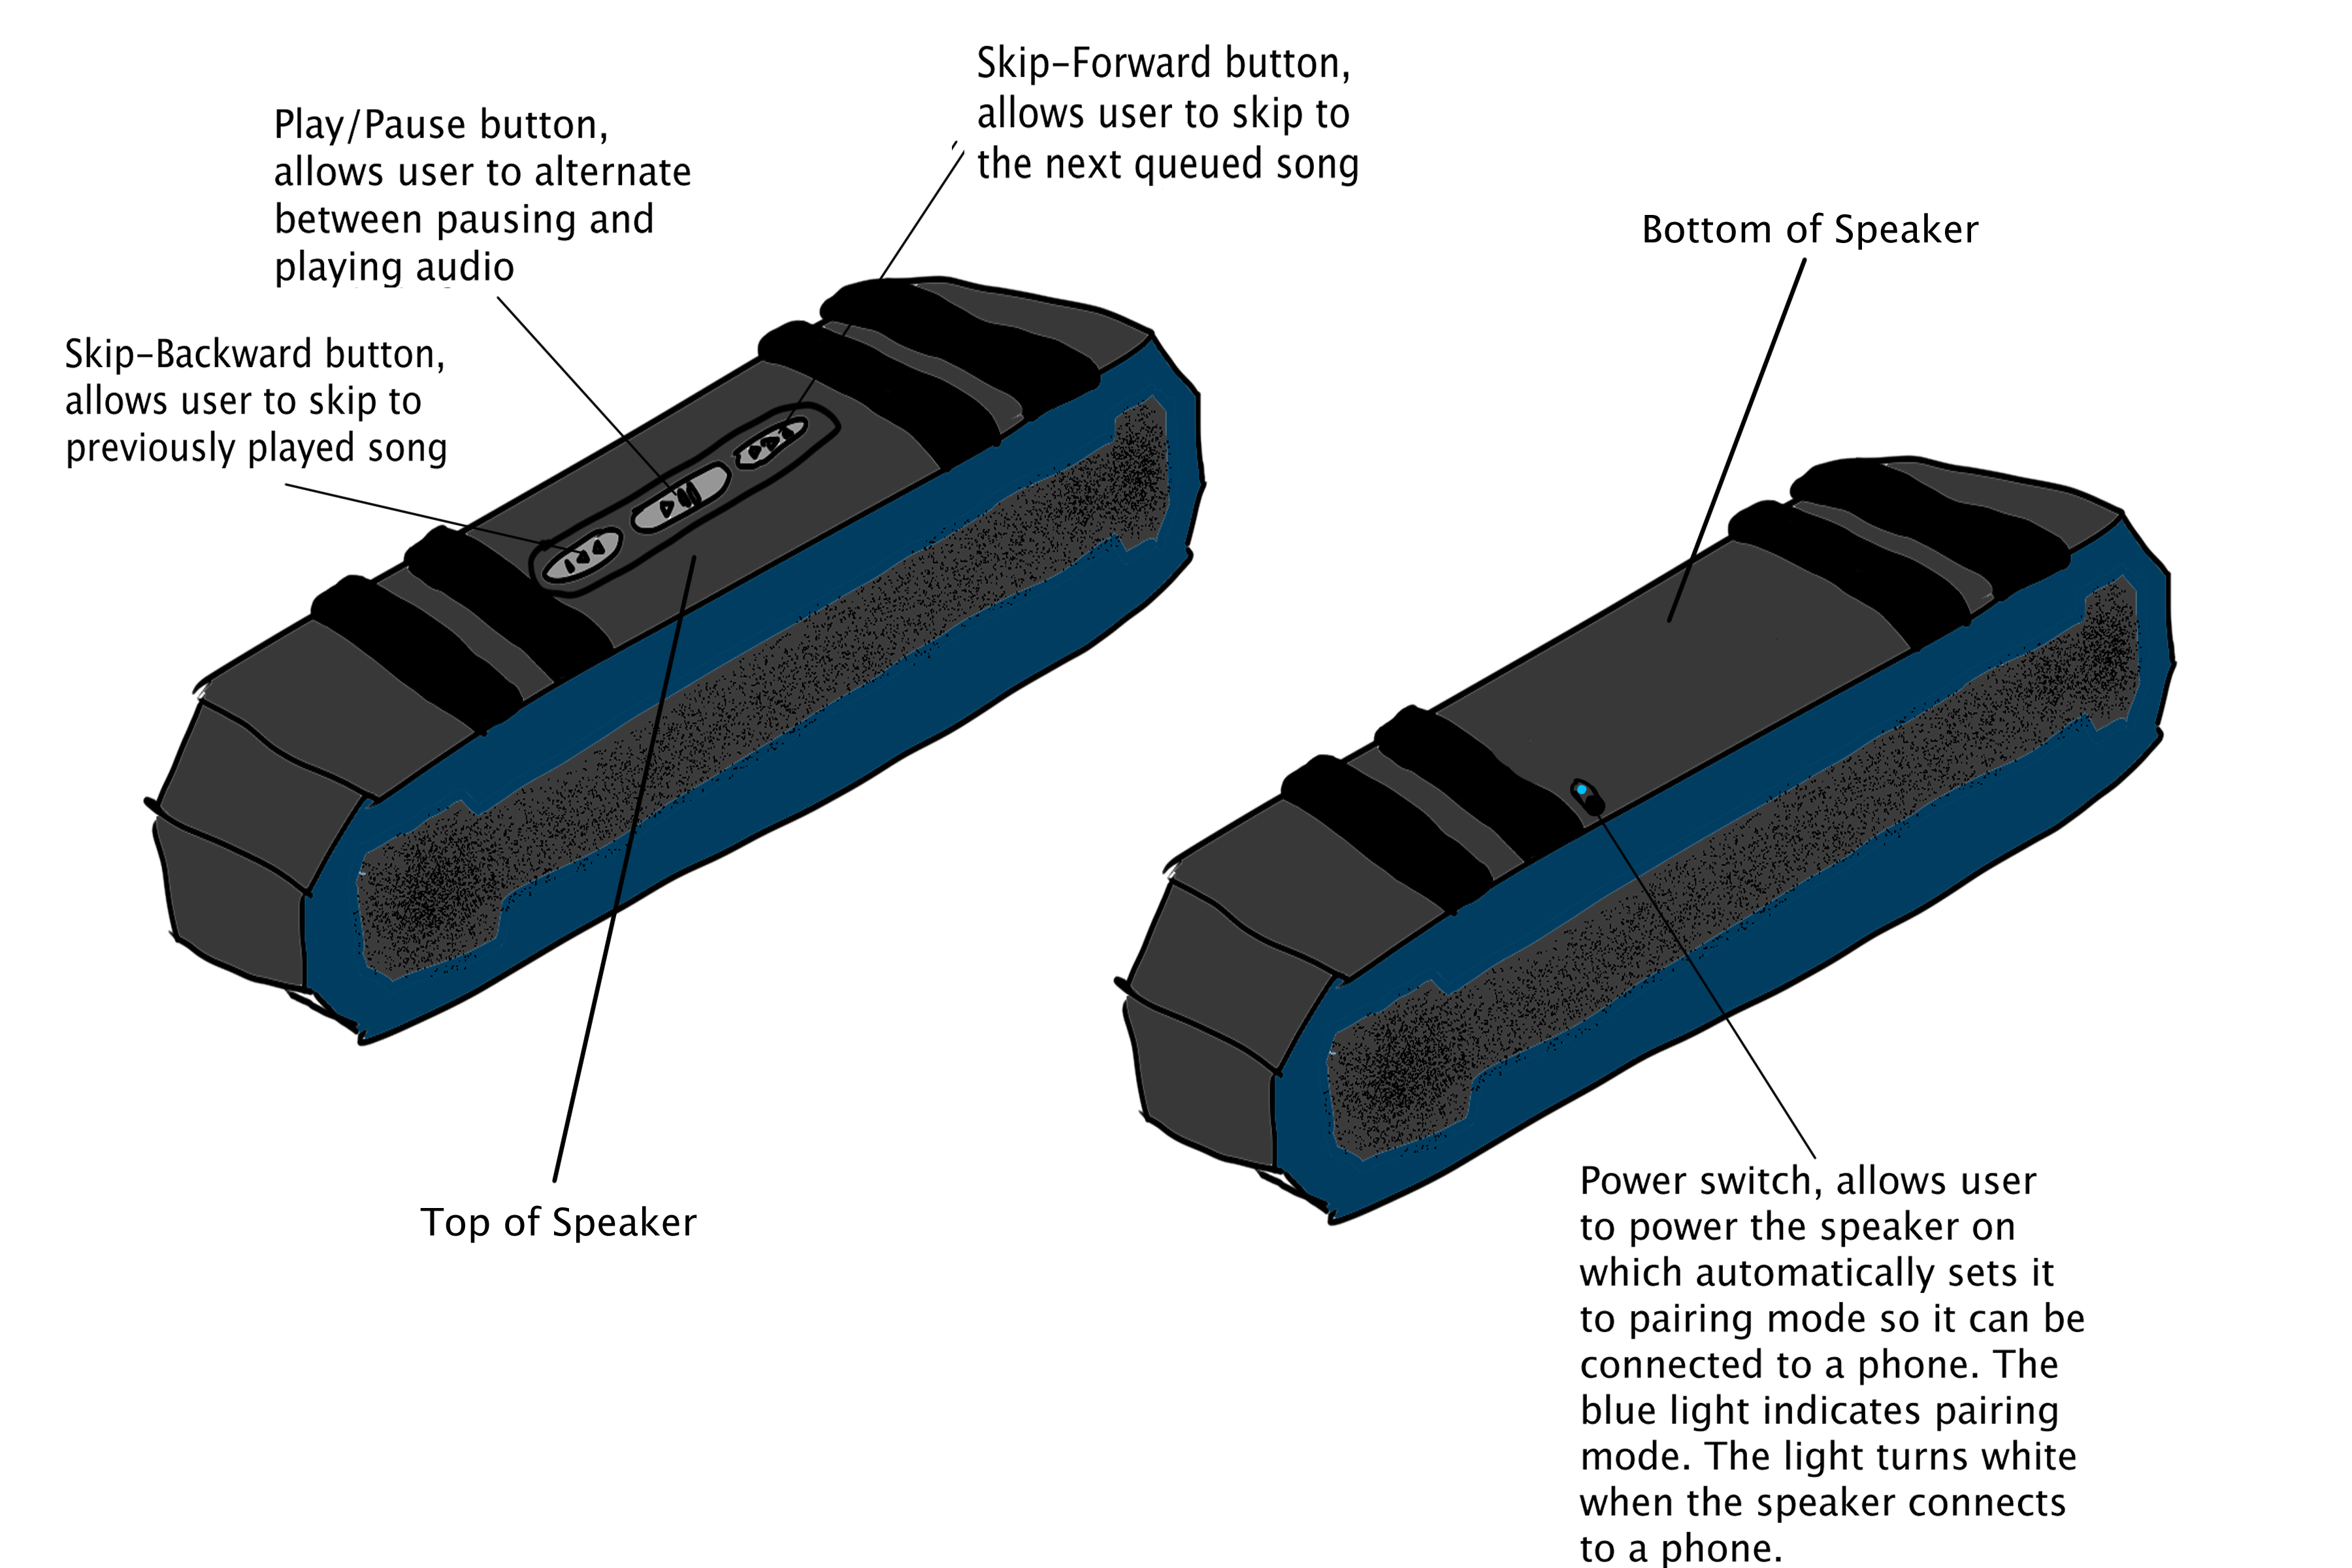 Skip-Forward button,
allows user to skip to
the next queued song
Play/Pause button,
allows user to alternate
between pausing and
playing audio
Skip-Backward button,
allows user to skip to
previously played song
Top of Speaker
Bottom of Speaker
Power switch, allows user
to power the speaker on
which automatically sets it
to pairing mode so it can be
connected to a phone. The
blue light indicates pairing
mode. The light turns white
when the speaker connects
to a phone.